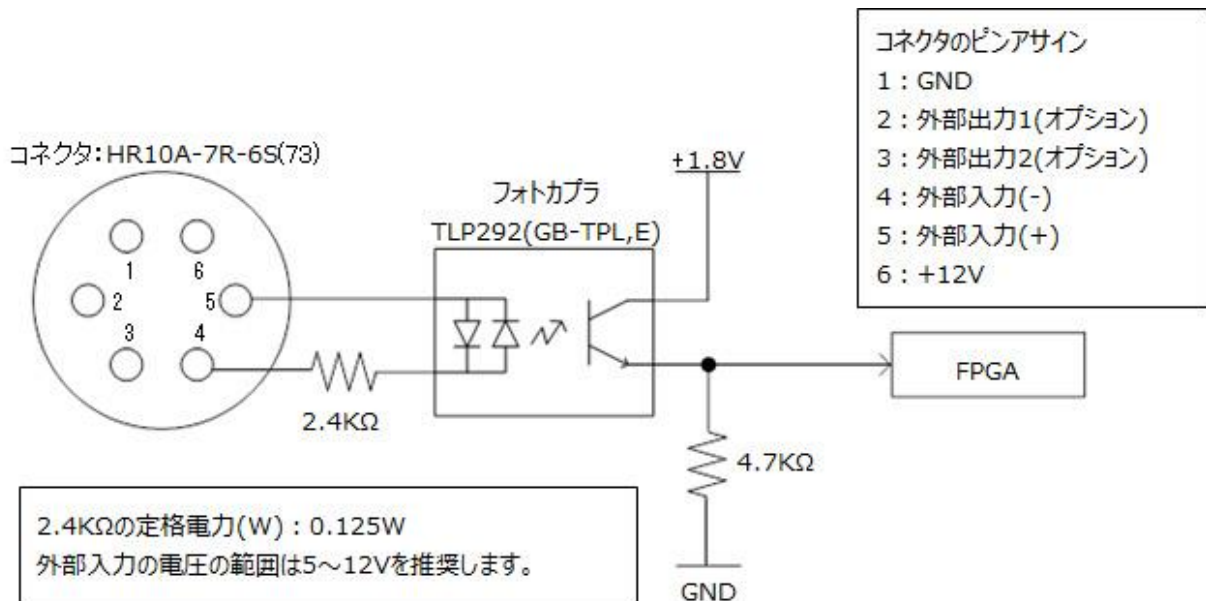 コネクタのピンアサイン
1：GND
2：外部出力1(オプション)
3：外部出力2(オプション)
4：外部入力(-)
5：外部入力(+)
6：+12V
コネクタ:HR10A-7R-6S(73)
1
6
2
5
3
4
2.4KΩ
フォトカプラ
TLP292(GB-TPL,E)
+1.8V
FPGA
4.7KΩ
GND
2.4KΩの定格電力(W)：0.125W
外部入力の電圧の範囲は5～12Vを推奨します。